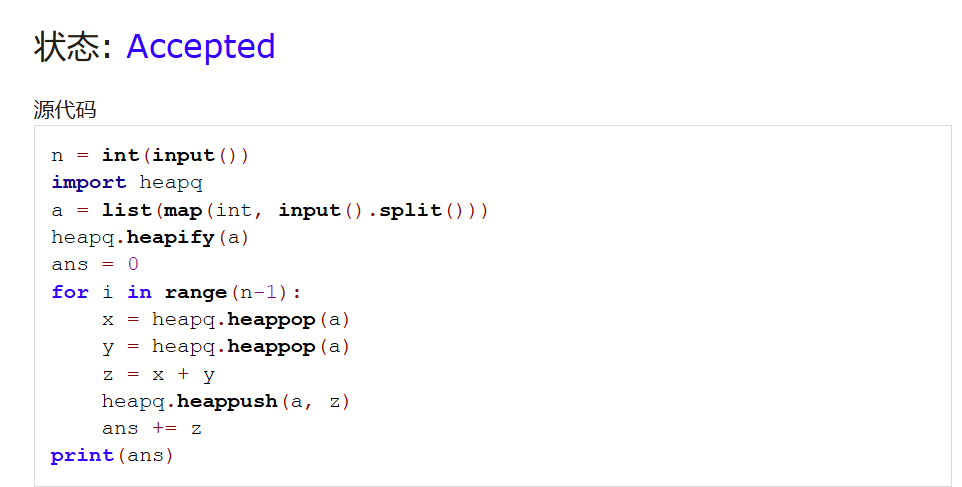 状态: Accepted
源代码
n = int(input())
import heapq
a = list(map(int, input().split()))
heapq.heapify(a)
ans = 0
for i in range(n-1):
    x = heapq.heappop(a)
    y = heapq.heappop(a)
    z = x + y
    heapq.heappush(a, z)
    ans += z
print(ans)